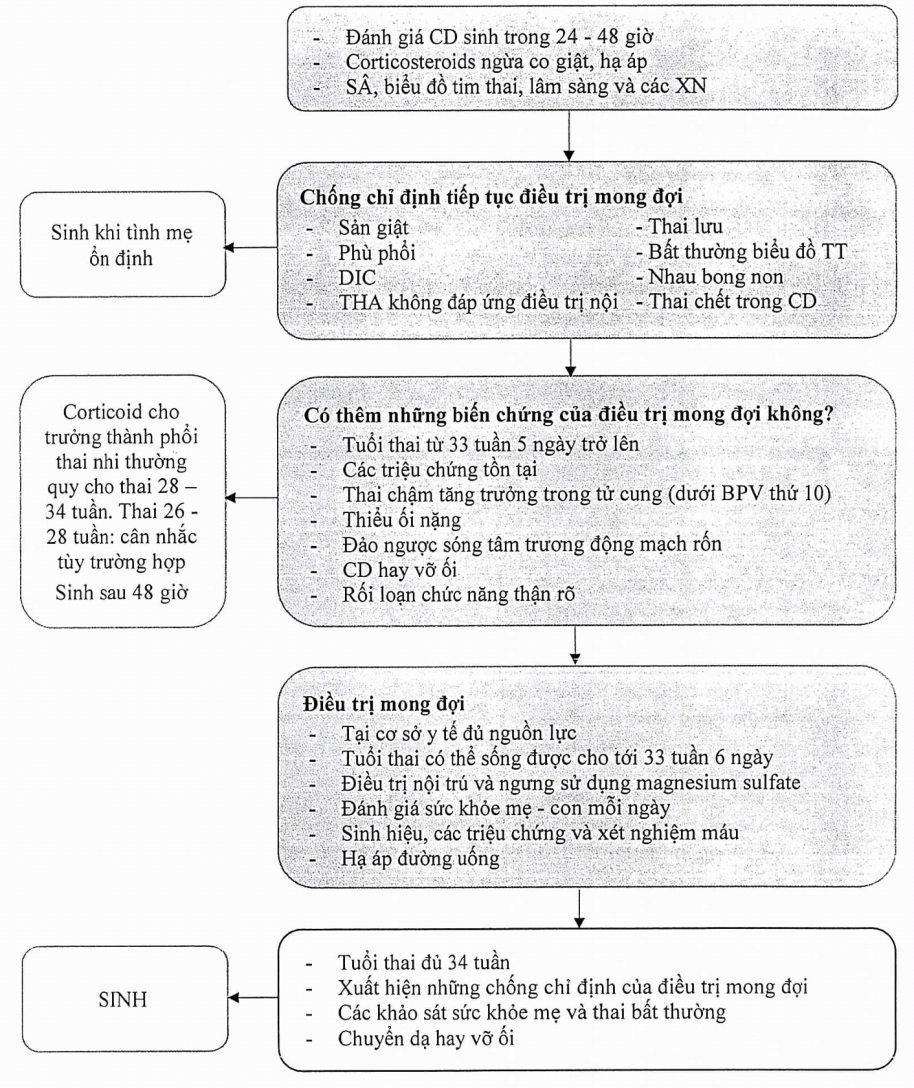 - Đánh giá CD sinh trong 24 - 48 giờ
- Corticosteroids ngừa co giật, hạ áp
- SÂ, biểu đồ tim thai, lâm sàng và các XN
Sinh khi tình mẹ
ổn định
Chống chỉ định tiếp tục điều trị mong đợi
- Sản giật - Thai lưu
- Phù phổi - Bất thường biểu đồ TT
- DIC - Nhau bong non
- THA không đáp ứng điều trị nội - Thai chết trong CD
Corticoid cho
trưởng thành phổi
thai nhi thường
quy cho thai 28 –
34 tuần. Thai 26 -
28 tuần: cân nhắc
tùy trường hợp
Sinh sau 48 giờ
Có thêm những biến chứng của điều trị mong đợi không?
- Tuổi thai từ 33 tuần 5 ngày trở lên
- Các triệu chứng tồn tại
- Thai chậm tăng trưởng trong tử cung (dưới BPV thứ 10)
- Thiểu ối nặng
- Đảo ngược sóng tâm trương động mạch rốn
- CD hay vỡ ối
- Rối loạn chức năng thận rõ
Điều trị mong đợi
- Tại cơ sở y tế đủ nguồn lực
- Tuổi thai có thể sống được cho tới 33 tuần 6 ngày
- Điều trị nội trú và ngưng sử dụng magnesium sulfate
- Đánh giá sức khỏe mẹ - con mỗi ngày
- Sinh hiệu, các triệu chứng và xét nghiệm máu
- Hạ áp đường uống
SINH
- Tuổi thai đủ 34 tuần
- Xuất hiện những chống chỉ định của điều trị mong đợi
- Các khảo sát sức khỏe mẹ và thai bất thường
- Chuyển dạ hay vỡ ối